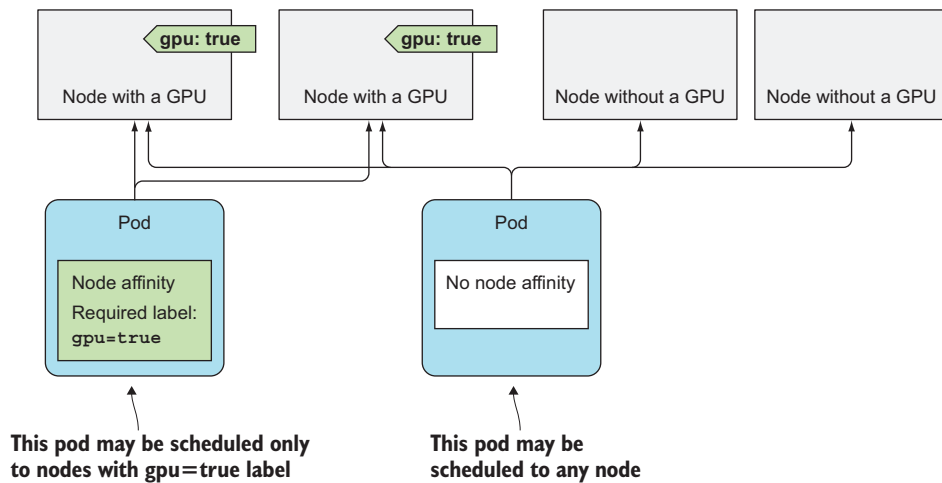 gpu: true
gpu: true
Node with a GPU
Node with a GPU
Node without a GPU
Node without a GPU
Pod
Pod
Node affinity
Required label:
gpu=true
No node affinity
This pod may be scheduled only
to nodes with gpu=true label
This pod may be
scheduled to any node